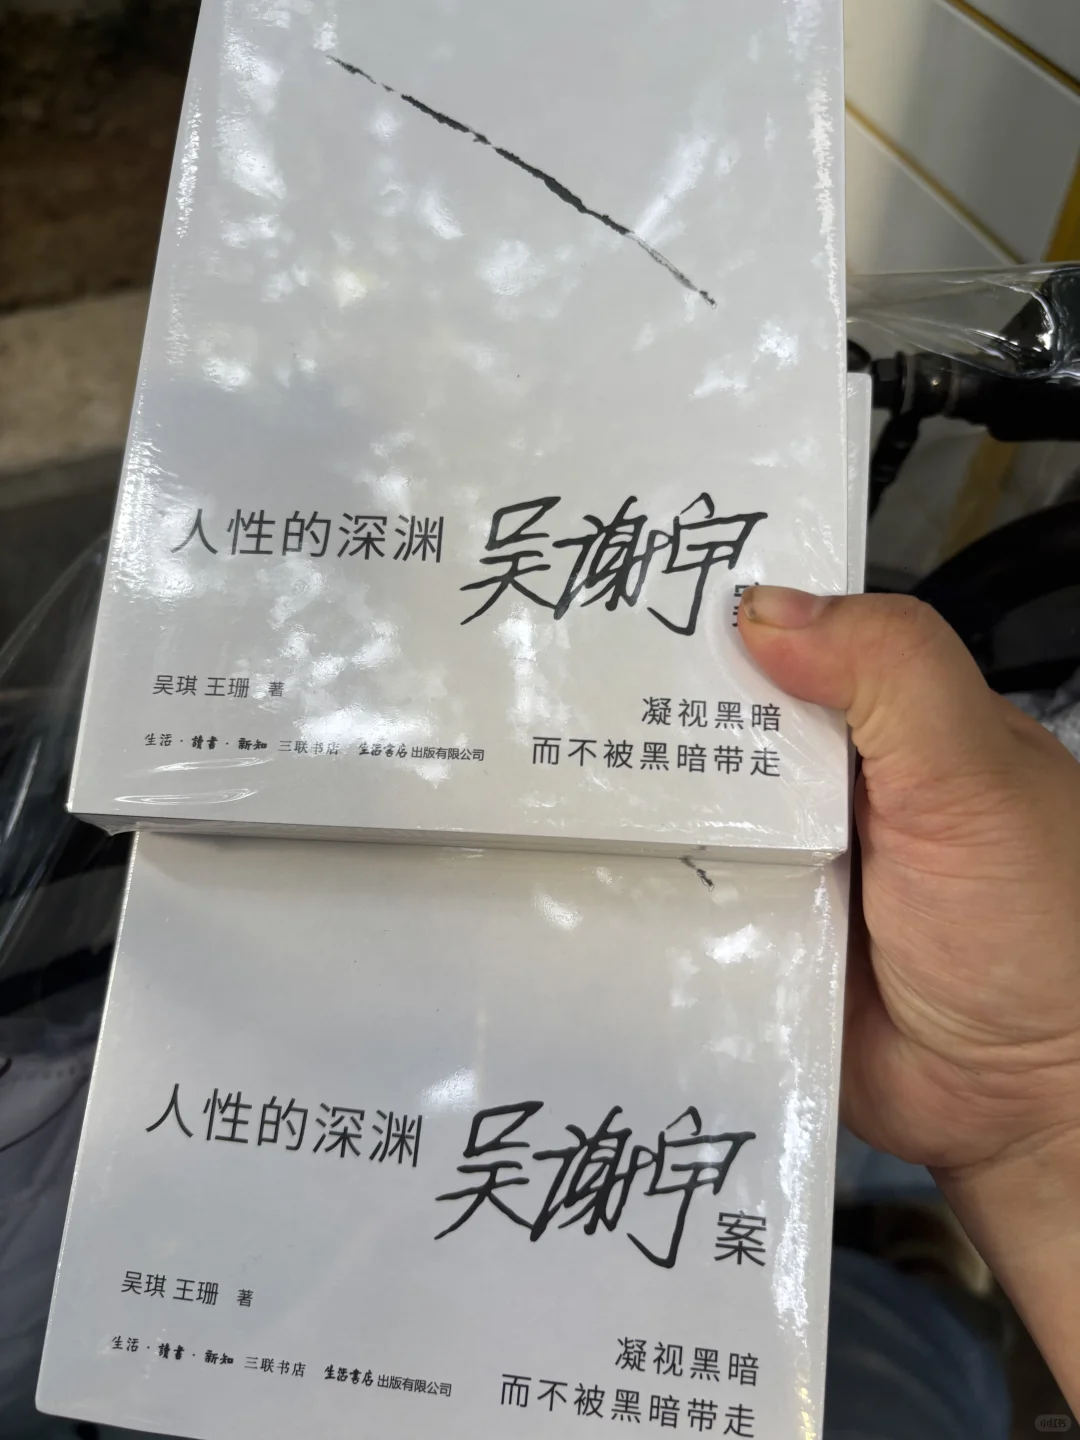 人性的深渊 吴谢宇
吴琪 王珊 著
凝视黑暗
而不被黑暗带走
生活·讀書·新知 三联书店 生活書店出版有限公司
人性的深渊 吴谢宇案
吴琪 王珊 著
凝视黑暗
而不被黑暗带走
生活·讀書·新知 三联书店 生活書店出版有限公司